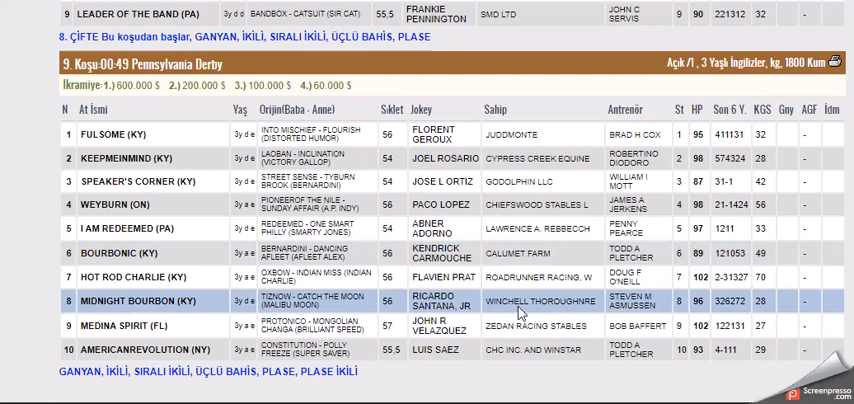 9 LEADER OF THE BAND (PA) 3y d d BANDBOX - CATSUIT (SIR CAT) 55,5 FRANKIE PENNINGTON SMD LTD JOHN C SERVIS 9 90 221312 32
8. ÇİFTE Bu koşudan başlar, GANYAN, İKİLİ, SIRALI İKİLİ, ÜÇLÜ BAHİS, PLASE
9. Koşu:00:49 Pennsylvania Derby Açık /1 , 3 Yaşlı İngilizler, kg, 1800 Kum
İkramiye: 1.) 600.000 $ 2.) 200.000 $ 3.) 100.000 $ 4.) 60.000 $
N At İsmi Yaş Orijin(Baba - Anne) Sıklet Jokey Sahip Antrenör St HP Son 6 Y. KGS Gny AGF İdm
1 FULSOME (KY) 3y d e INTO MISCHIEF - FLOURISH (DISTORTED HUMOR) 56 FLORENT GEROUX JUDDMONTE BRAD H COX 1 95 411131 32
2 KEEPMEINMIND (KY) 3y d e LAOBAN - INCLINATION (VICTORY GALLOP) 54 JOEL ROSARIO CYPRESS CREEK EQUINE ROBERTINO DIODORO 2 98 574324 28
3 SPEAKER'S CORNER (KY) 3y d e STREET SENSE - TYBURN BROOK (BERNARDINI) 54 JOSE L ORTIZ GODOLPHIN LLC WILLIAM I MOTT 3 87 31-1 42
4 WEYBURN (ON) 3y a e PIONEEROF THE NILE - SUNDAY AFFAIR (A.P. INDY) 56 PACO LOPEZ CHIEFSWOOD STABLES L JAMES A JERKENS 4 98 21-1424 56
5 I AM REDEEMED (PA) 3y d e REDEEMED - ONE SMART PHILLY (SMARTY JONES) 54 ABNER ADORNO LAWRENCE A. REBBECCH PENNY PEARCE 5 97 1211 33
6 BOURBONIC (KY) 3y a e BERNARDINI - DANCING AFLEET (AFLEET ALEX) 56 KENDRICK CARMOUCHE CALUMET FARM TODD A PLETCHER 6 89 121053 49
7 HOT ROD CHARLIE (KY) 3y a e OXBOW - INDIAN MISS (INDIAN CHARLIE) 56 FLAVIEN PRAT ROADRUNNER RACING, W DOUG F O'NEILL 7 102 2-31327 70
8 MIDNIGHT BOURBON (KY) 3y d e TIZNOW - CATCH THE MOON (MALIBU MOON) 56 RICARDO SANTANA, JR WINCHELL THOROUGHNRE STEVEN M ASMUSSEN 8 96 326272 28
9 MEDINA SPIRIT (FL) 3y a e PROTONICO - MONGOLIAN CHANGA (BRILLIANT SPEED) 57 JOHN R VELAZQUEZ ZEDAN RACING STABLES BOB BAFFERT 9 102 122131 27
10 AMERICANREVOLUTION (NY) 3y a e CONSTITUTION - POLLY FREEZE (SUPER SAVER) 55,5 LUIS SAEZ CHC INC. AND WINSTAR TODD A PLETCHER 10 93 4-111 29
GANYAN, İKİLİ, SIRALI İKİLİ, ÜÇLÜ BAHİS, PLASE, PLASE İKİLİ
Screenpresso
.com